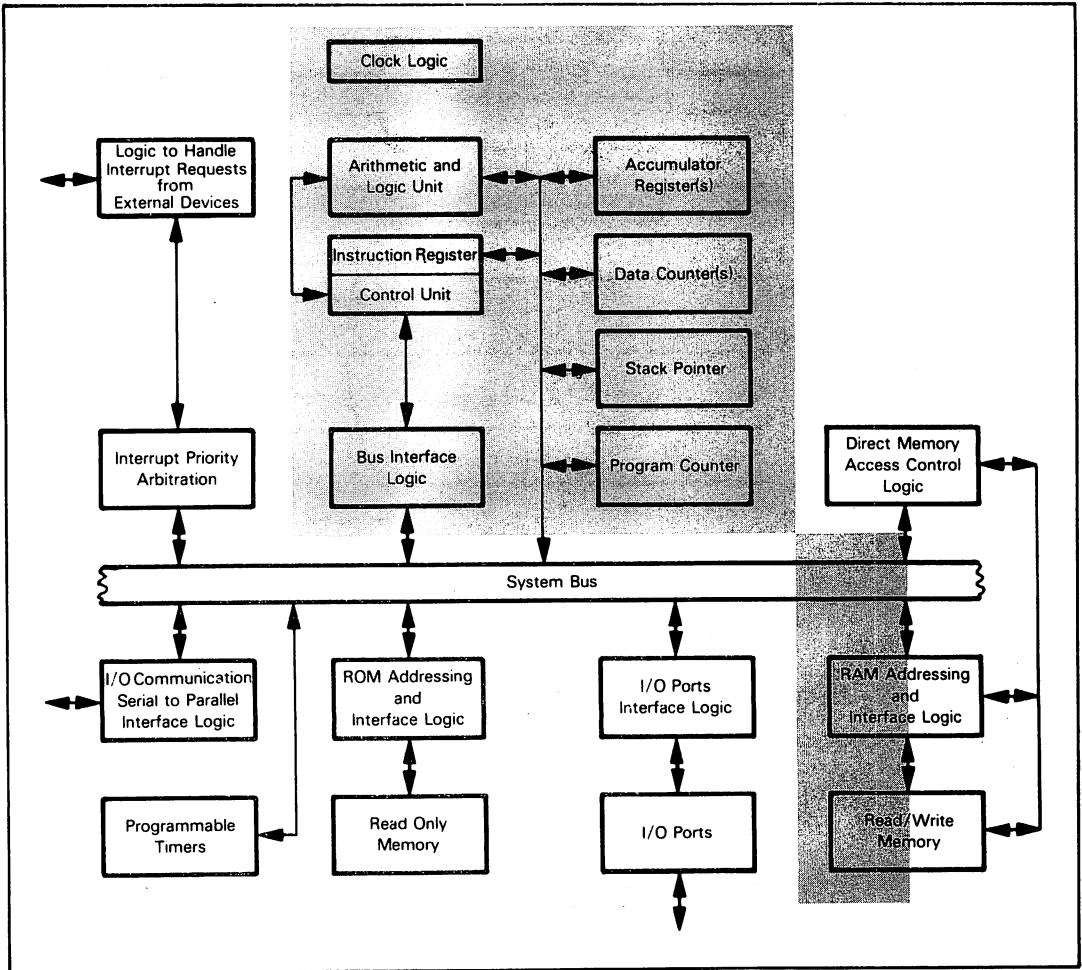 Clock Logic
Logic to Handle
Interrupt Requests
from
External Devices
Arithmetic and
Logic Unit
Accumulator
Register(s)
Instruction Register
Control Unit
Data Counter(s)
Stack Pointer
Interrupt Priority
Arbitration
Bus Interface
Logic
Program Counter
Direct Memory
Access Control
Logic
System Bus
I/O Communication
Serial to Parallel
Interface Logic
ROM Addressing
and
Interface Logic
I/O Ports
Interface Logic
RAM Addressing
and
Interface Logic
Programmable
Timers
Read Only
Memory
I/O Ports
Read/Write
Memory